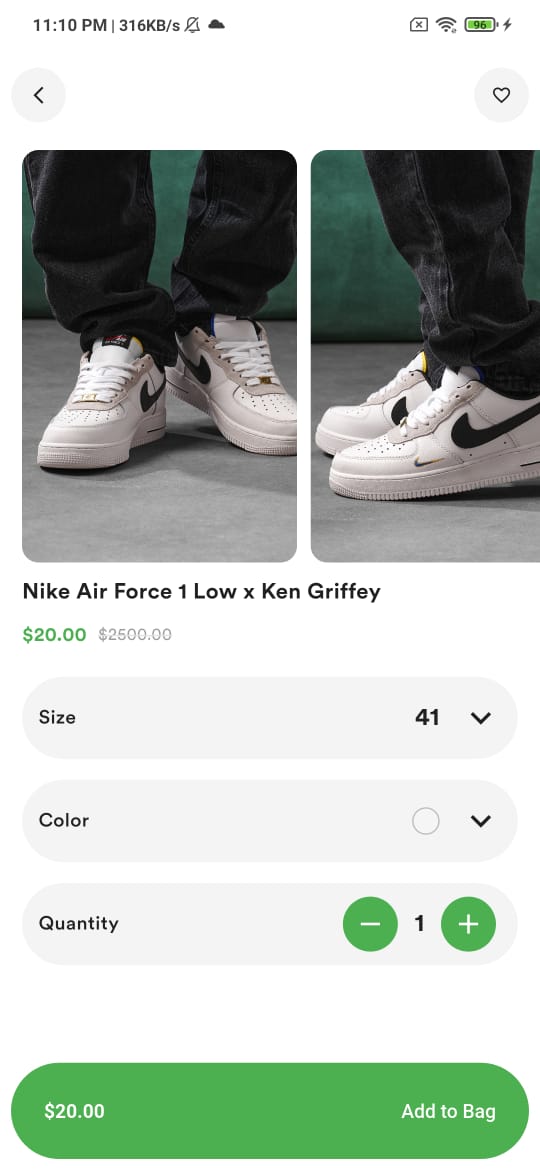 11:10 PM | 316KB/s
96
Nike Air Force 1 Low x Ken Griffey
$20.00 $2500.00
Size 41
Color
Quantity 1
$20.00 Add to Bag